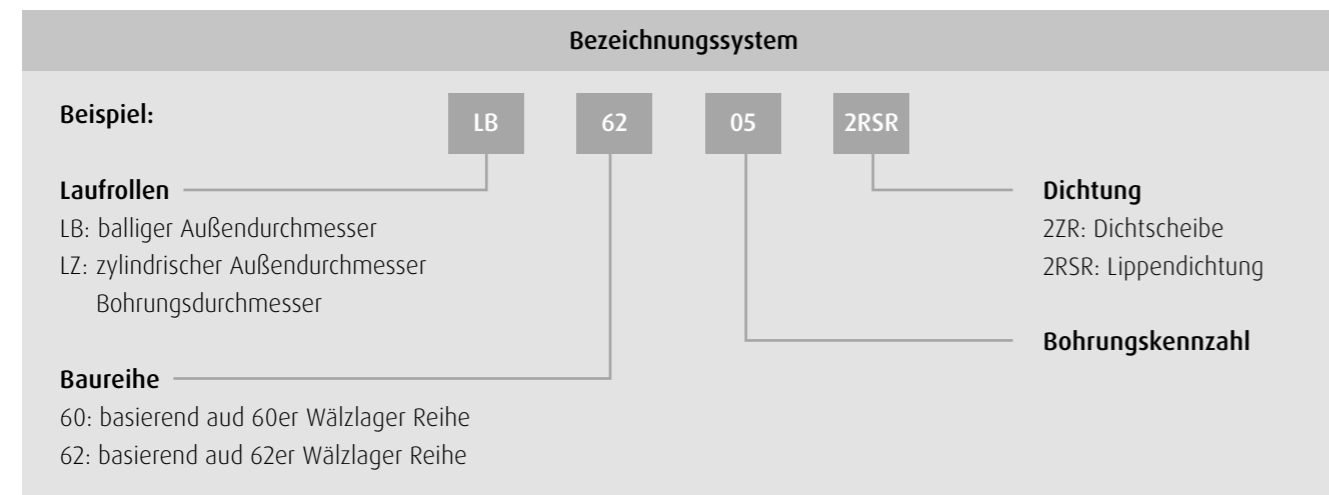 Bezeichnungssystem
Beispiel:
LB 62 05 2RSR
Laufrollen
LB: balliger Außendurchmesser
LZ: zylindrischer Außendurchmesser
Bohrungsdurchmesser
Baureihe
60: basierend aud 60er Wälzlager Reihe
62: basierend aud 62er Wälzlager Reihe
Dichtung
2ZR: Dichtscheibe
2RSR: Lippendichtung
Bohrungskennzahl